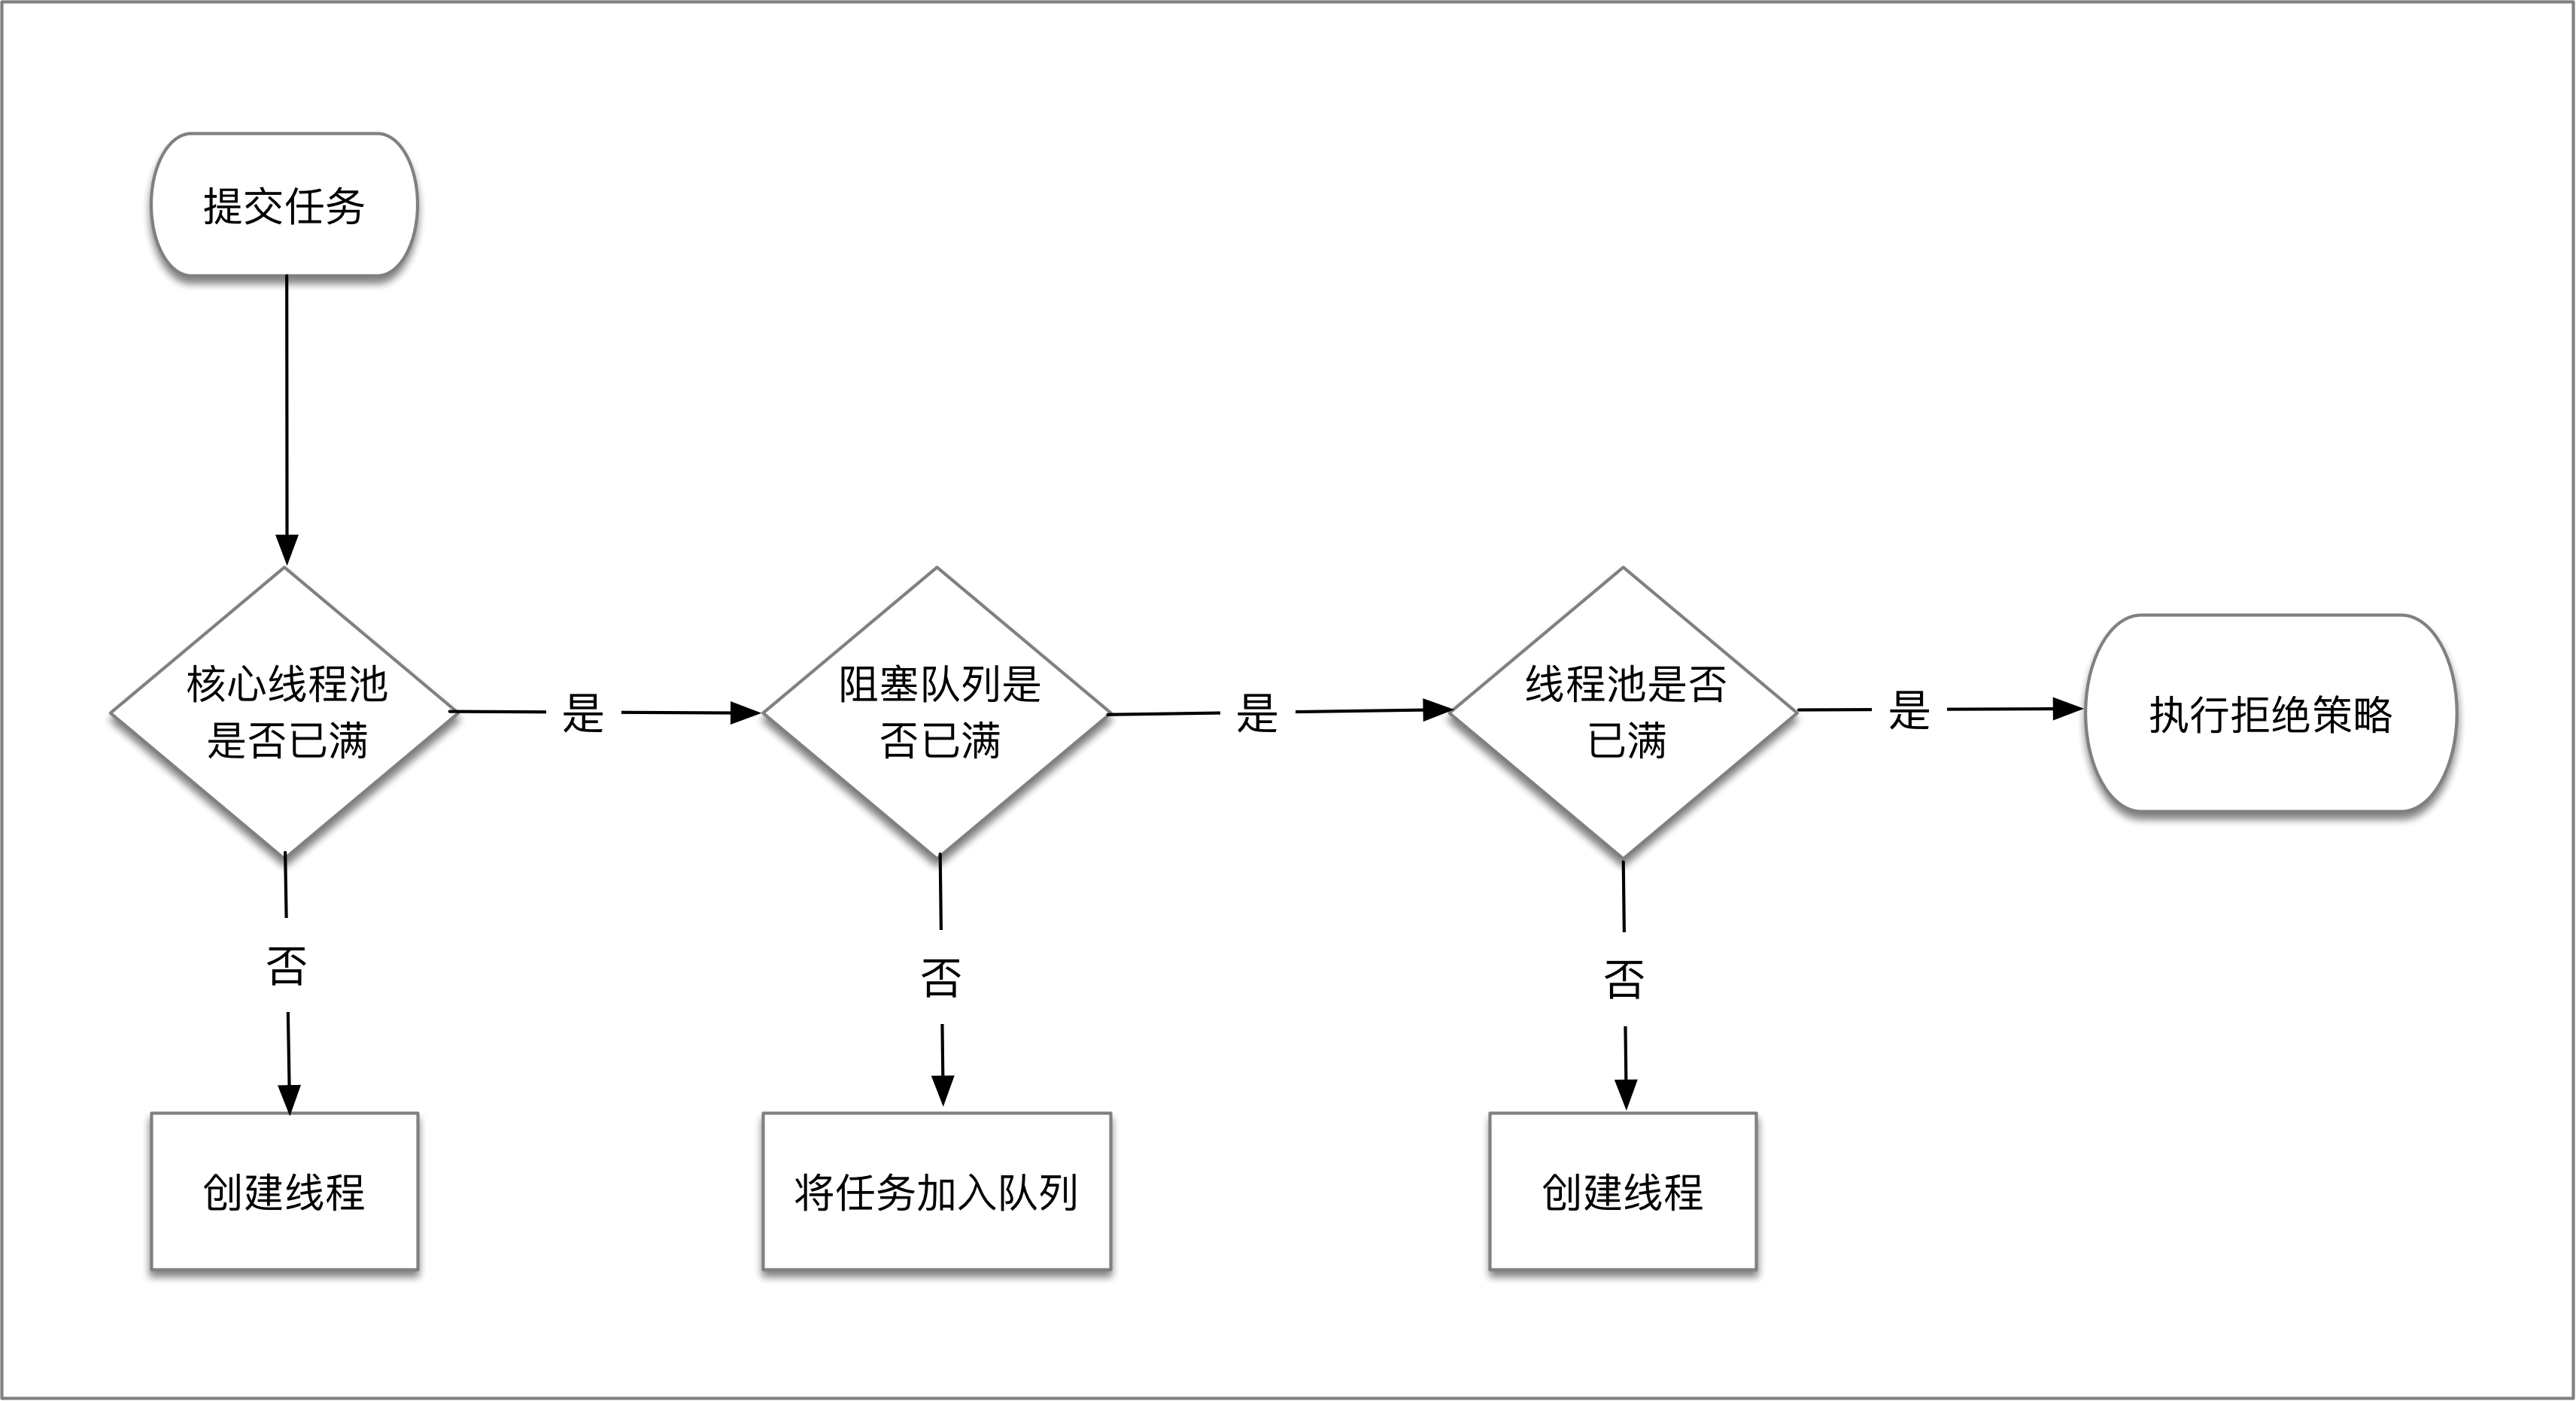 提交任务
核心线程池
是否已满
是
阻塞队列是
否已满
是
线程池是否
已满
是
执行拒绝策略
否
否
否
创建线程
将任务加入队列
创建线程